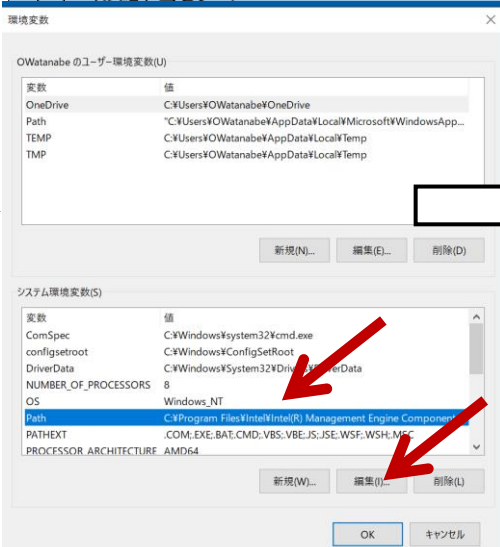 環境変数
OWatanabe のユーザー環境変数(U)
変数 値
OneDrive C:¥Users¥OWatanabe¥OneDrive
Path "C:¥Users¥OWatanabe¥AppData¥Local¥Microsoft¥WindowsApp...
TEMP C:¥Users¥OWatanabe¥AppData¥Local¥Temp
TMP C:¥Users¥OWatanabe¥AppData¥Local¥Temp
新規(N)... 編集(E)... 削除(D)
システム環境変数(S)
変数 値
ComSpec C:¥Windows¥system32¥cmd.exe
configsetroot C:¥Windows¥ConfigSetRoot
DriverData
NUMBER_OF_PROCESSORS 8
OS Windows_NT
Path C:¥Program Files¥Intel¥Intel(R) Management Engine Component
PATHEXT .COM;.EXE;.BAT;.CMD;.VBS;.VBE;.JS;.JSE;.WSF;.WSH;.MSC
PROCESSOR_ARCHITECTURE AMD64
新規(W)... 編集(I)... 削除(L)
OK キャンセル